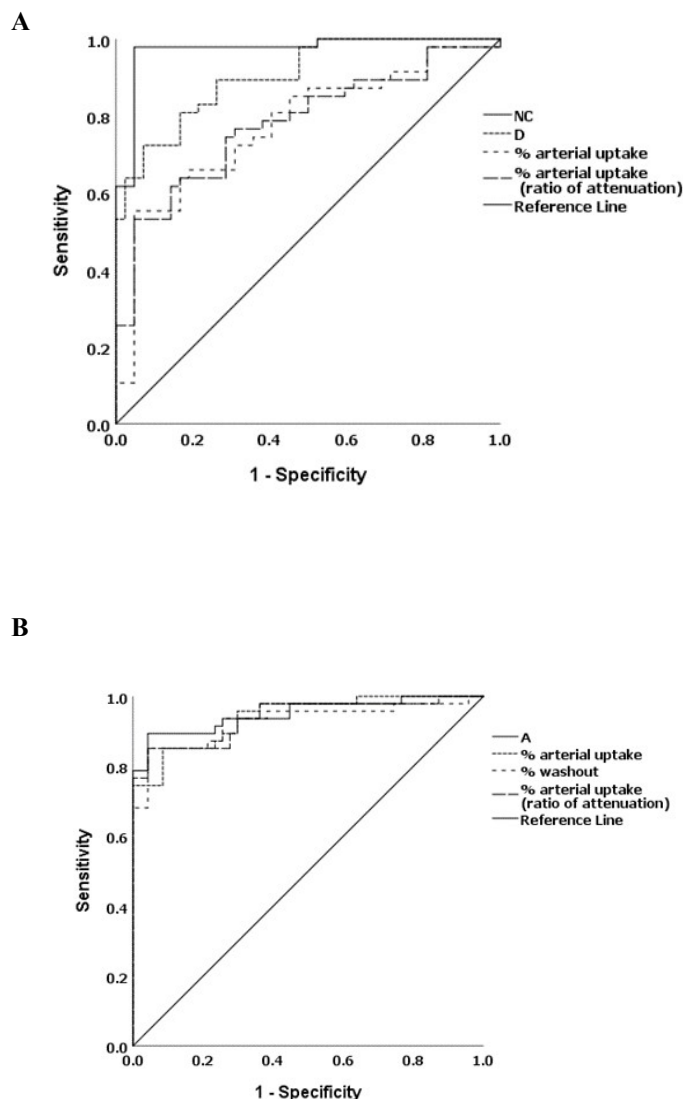 A
1.0
0.8
0.6
0.4
0.2
0.0
Sensitivity
0.0 0.2 0.4 0.6 0.8 1.0
1 - Specificity
NC
D
% arterial uptake
% arterial uptake
(ratio of attenuation)
Reference Line
B
1.0
0.8
0.6
0.4
0.2
0.0
Sensitivity
0.0 0.2 0.4 0.6 0.8 1.0
1 - Specificity
A
% arterial uptake
% washout
% arterial uptake
(ratio of attenuation)
Reference Line